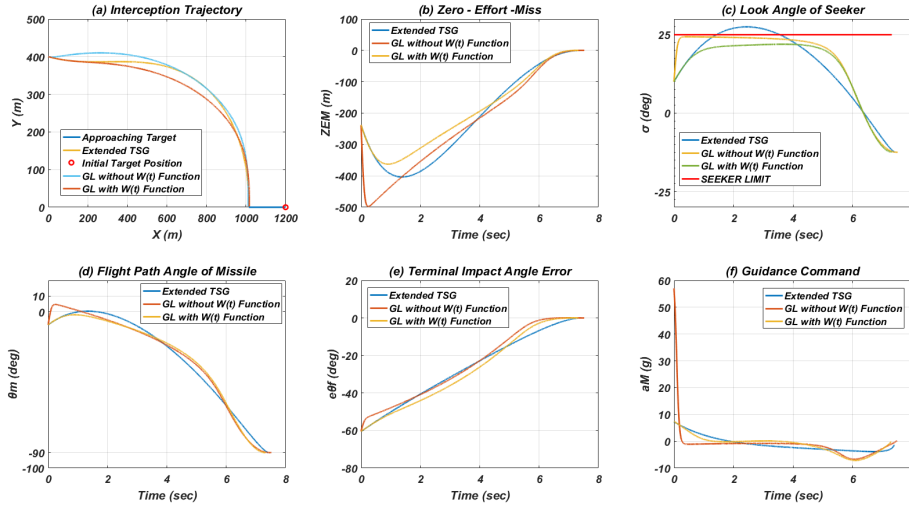 (a) Interception Trajectory
500
400
300
200
100
0
Y (m)
0
200
400
600
800
1000
1200
X (m)
Approaching Target
Extended TSG
Initial Target Position
GL without W(t) Function
GL with W(t) Function
(b) Zero - Effort -Miss
100
0
-100
-200
-300
-400
-500
ZEM (m)
0
2
4
6
8
Time (sec)
Extended TSG
GL without W(t) Function
GL with W(t) Function
(c) Look Angle of Seeker
25
0
-25
σ (deg)
0
2
4
6
Time (sec)
Extended TSG
GL without W(t) Function
GL with W(t) Function
SEEKER LIMIT
(d) Flight Path Angle of Missile
10
0
-90
-100
θm (deg)
0
2
4
6
8
Time (sec)
Extended TSG
GL without W(t) Function
GL with W(t) Function
(e) Terminal Impact Angle Error
20
0
-20
-40
-60
-80
eθf (deg)
0
2
4
6
8
Time (sec)
Extended TSG
GL without W(t) Function
GL with W(t) Function
(f) Guidance Command
60
50
40
30
20
10
0
-10
aM (g)
0
2
4
6
Time (sec)
Extended TSG
GL without W(t) Function
GL with W(t) Function